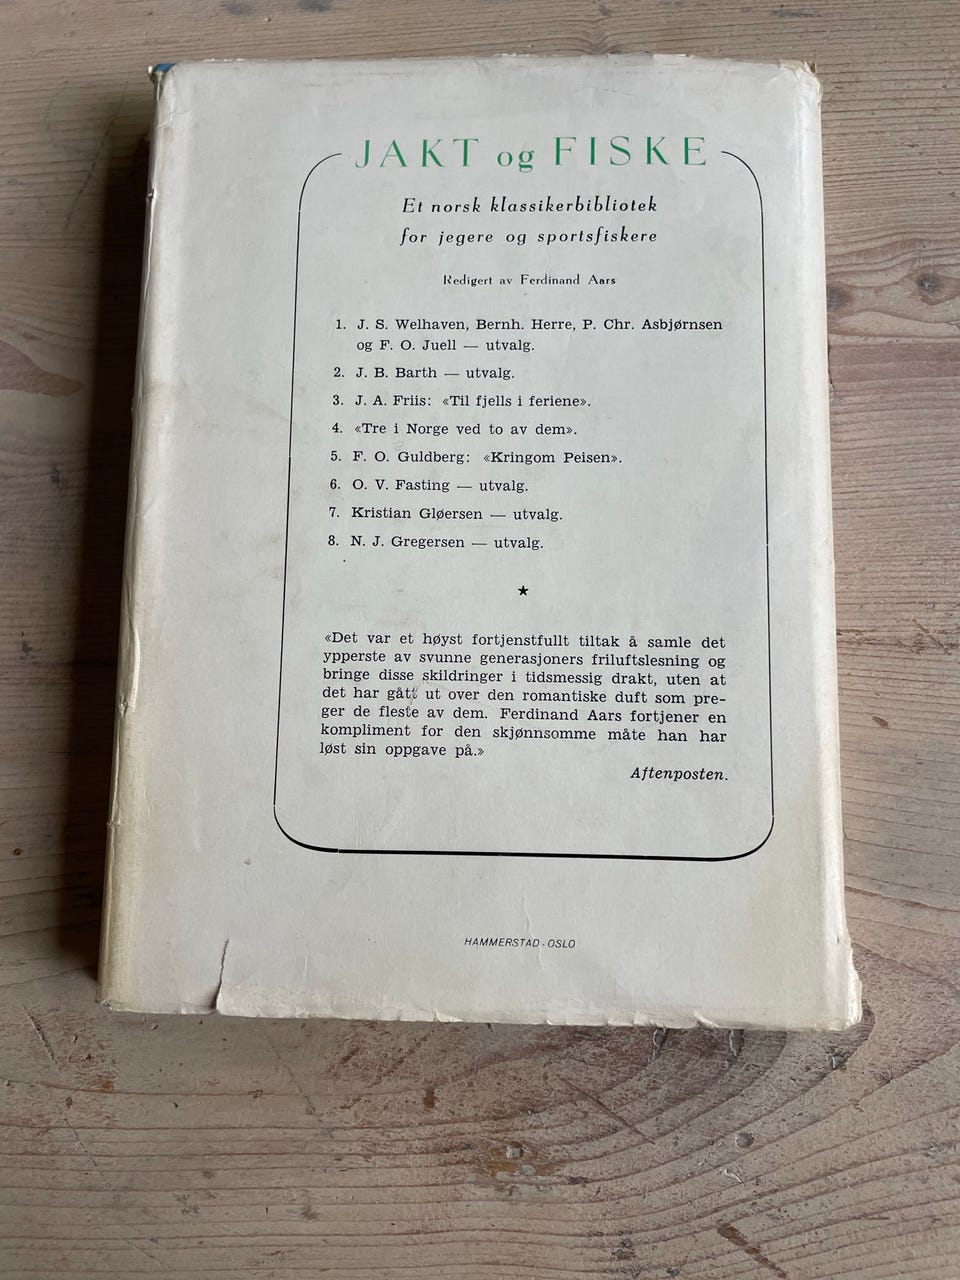 JAKT og FISKE
Et norsk klassikerbibliotek
for jegere og sportsfiskere
Redigert av Ferdinand Aars
1. J. S. Welhaven, Bernh. Herre, P. Chr. Asbjørnsen
og F. O. Juell — utvalg.
2. J. B. Barth — utvalg.
3. J. A. Friis: «Til fjells i feriene».
4. «Tre i Norge ved to av dem».
5. F. O. Guldberg: «Kringom Peisen».
6. O. V. Fasting — utvalg.
7. Kristian Gløersen — utvalg.
8. N. J. Gregersen — utvalg.
«Det var et høyst fortjenstfullt tiltak å samle det
ypperste av svunne generasjoners friluftslesning og
bringe disse skildringer i tidsmessig drakt, uten at
det har gått ut over den romantiske duft som pre-
ger de fleste av dem. Ferdinand Aars fortjener en
kompliment for den skjønnsomme måte han har
løst sin oppgave på.»
Aftenposten.
HAMMERSTAD - OSLO